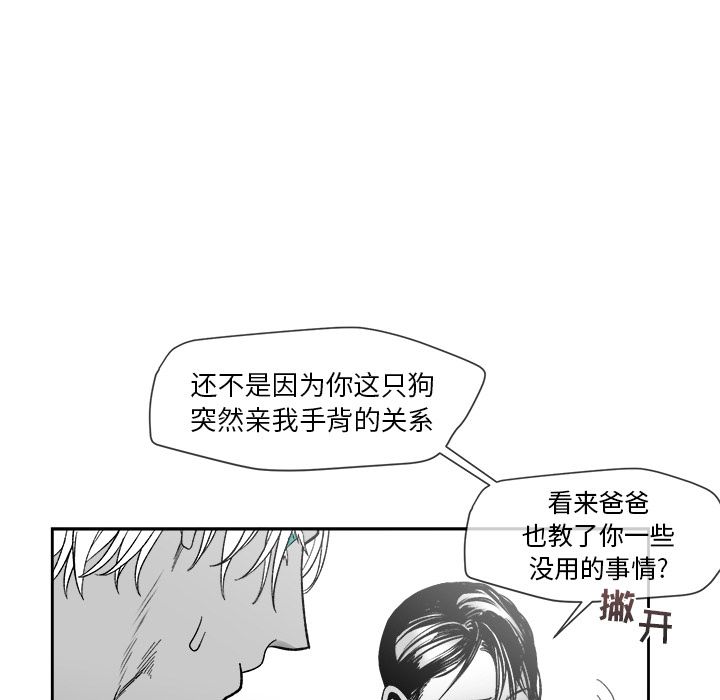 还不是因为你这只狗
突然亲我手背的关系
看来爸爸
也教了你一些
没用的事情?
撇开